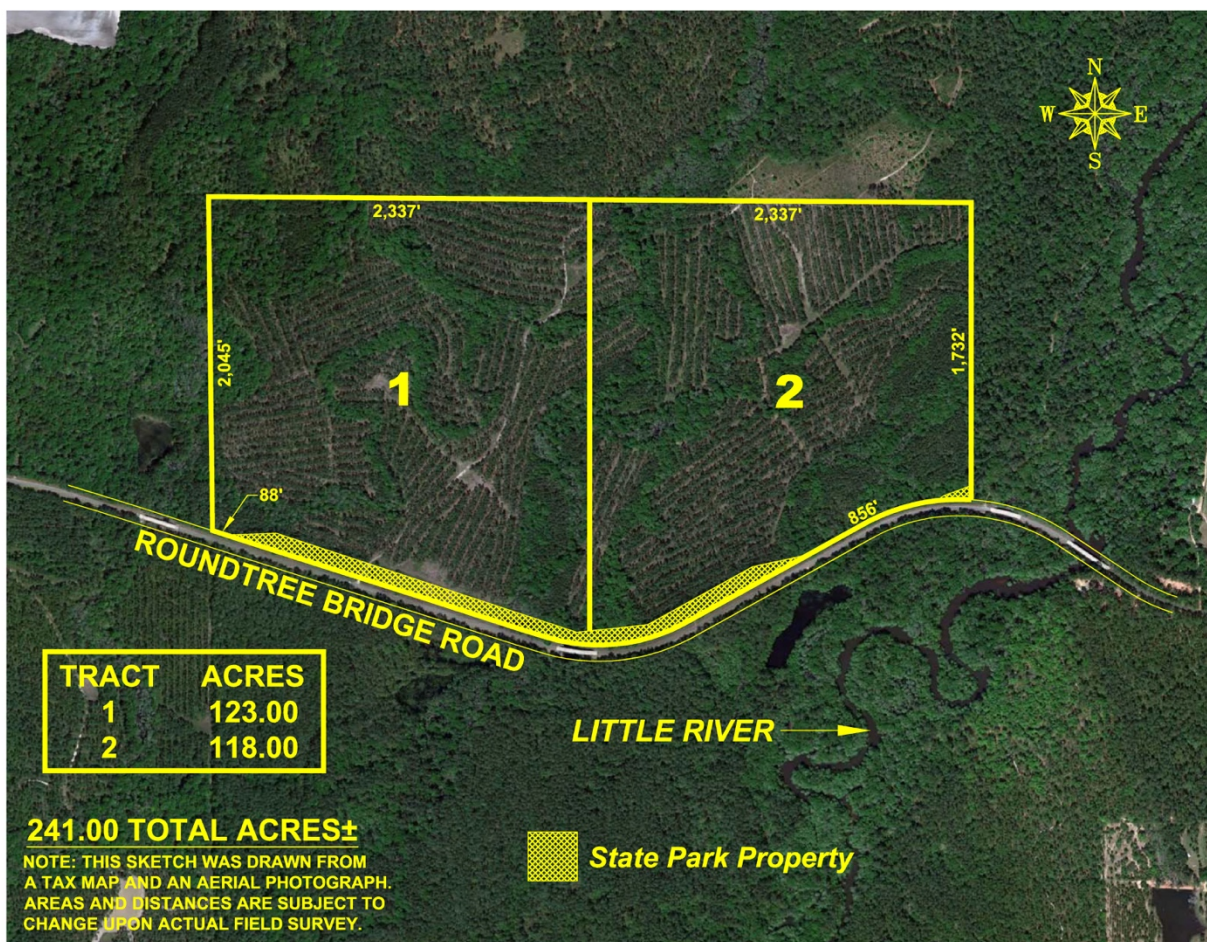 N
W E
S
2,337'
2,337'
2,045'
1
2
1,732'
88'
856'
ROUNDTREE BRIDGE ROAD
TRACT ACRES
1 123.00
2 118.00
LITTLE RIVER
241.00 TOTAL ACRES±
NOTE: THIS SKETCH WAS DRAWN FROM
A TAX MAP AND AN AERIAL PHOTOGRAPH.
AREAS AND DISTANCES ARE SUBJECT TO
CHANGE UPON ACTUAL FIELD SURVEY.
State Park Property